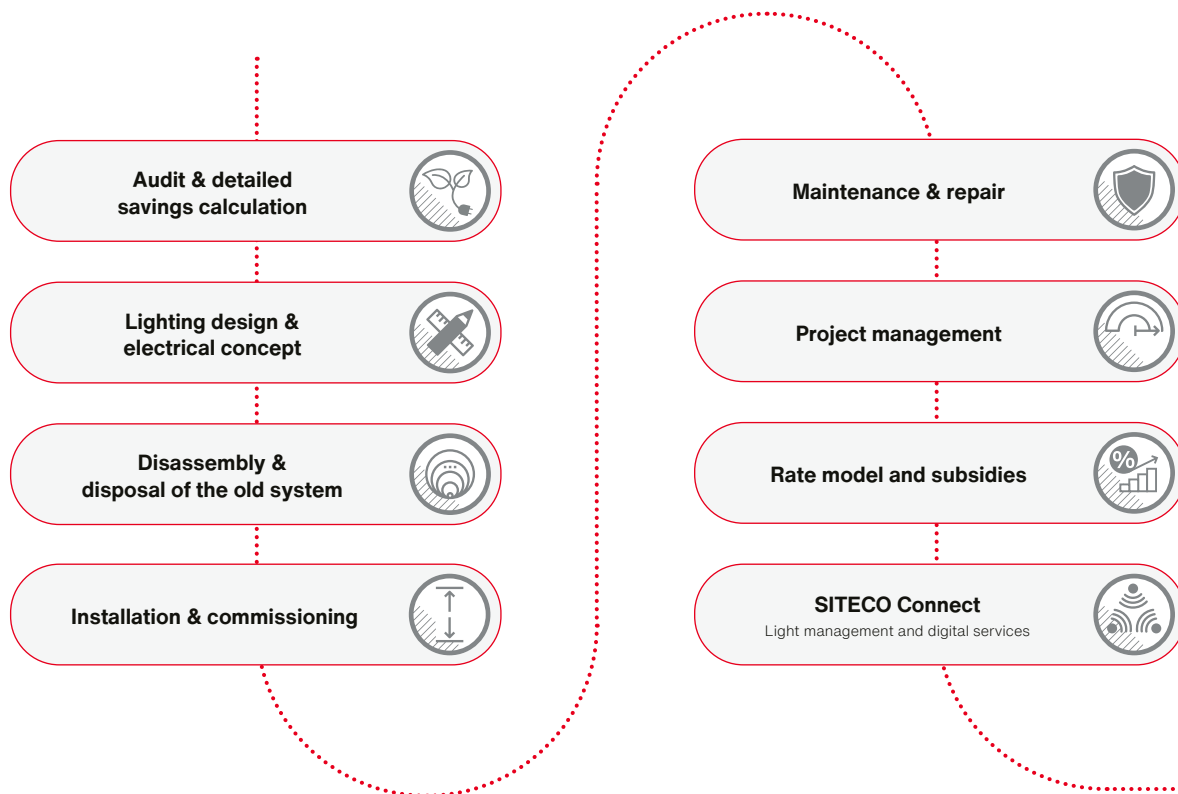 Audit & detailed
savings calculation
Lighting design &
electrical concept
Disassembly &
disposal of the old system
Installation & commissioning
Maintenance & repair
Project management
%
Rate model and subsidies
SITECO Connect
Light management and digital services